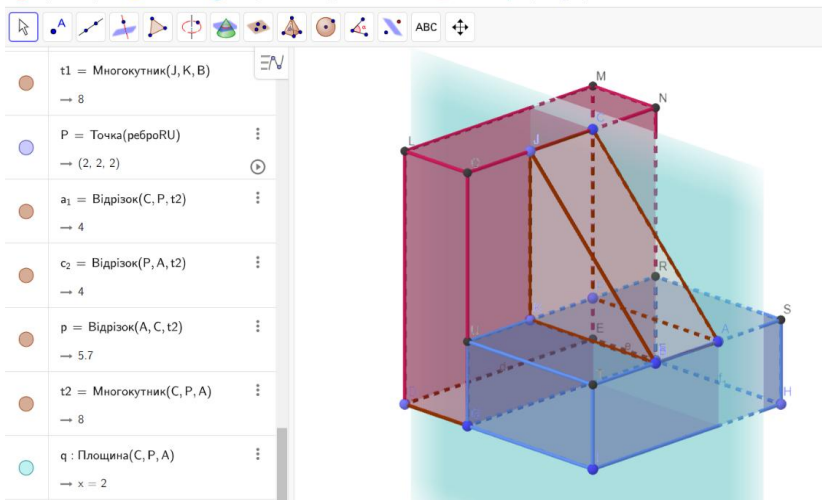 ABC
t1 = Многокутник(J, K, B)
→ 8
P = Точка(реброRU)
→ (2, 2, 2)
a₁ = Відрізок(C, P, t2)
→ 4
c₂ = Відрізок(P, A, t2)
→ 4
p = Відрізок(A, C, t2)
→ 5.7
t2 = Многокутник(C, P, A)
→ 8
q : Площина(C, P, A)
→ x = 2
M
N
C
L
J
R
S
A
E
e
H